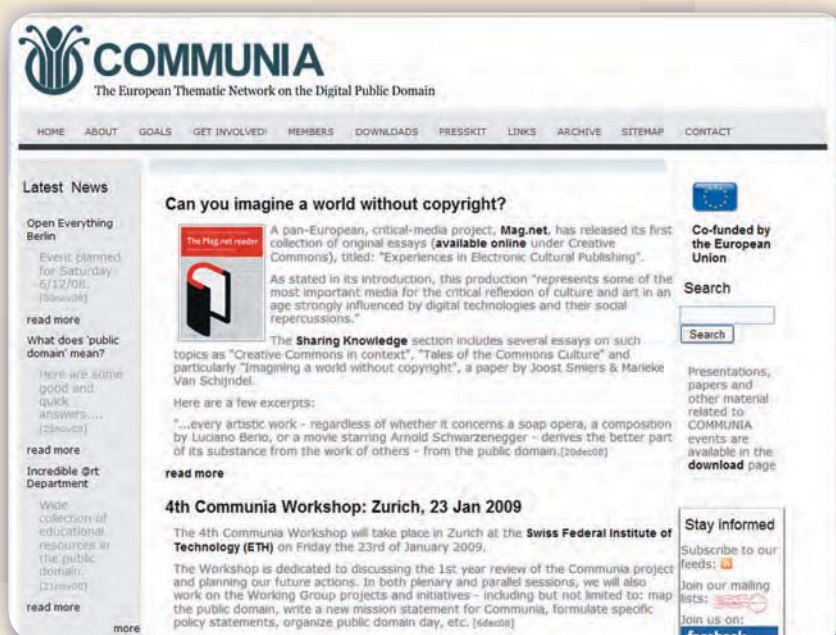 COMMUNIA
The European Thematic Network on the Digital Public Domain
HOME ABOUT GOALS GET INVOLVED! MEMBERS DOWNLOADS PRESSKIT LINKS ARCHIVE SITEMAP CONTACT
Latest News
Open Everything
Berlin
Event planned
for Saturday
6/12/08.
[30nov08]
read more
What does 'public
domain' mean?
Here are some
good and
quick
answers....
[25nov08]
read more
Incredible @rt
Department
Wide
collection of
educational
resources in
the public
domain.
[21nov08]
read more
more
Can you imagine a world without copyright?
The Mag.net reader
A pan-European, critical-media project, Mag.net, has released its first
collection of original essays (available online under Creative
Commons), titled: "Experiences in Electronic Cultural Publishing".
As stated in its introduction, this production "represents some of the
most important media for the critical reflexion of culture and art in an
age strongly influenced by digital technologies and their social
repercussions."
The Sharing Knowledge section includes several essays on such
topics as "Creative Commons in context", "Tales of the Commons Culture" and
particularly "Imagining a world without copyright", a paper by Joost Smiers & Marieke
Van Schijndel.
Here are a few excerpts:
"...every artistic work - regardless of whether it concerns a soap opera, a composition
by Luciano Berio, or a movie starring Arnold Schwarzenegger - derives the better part
of its substance from the work of others - from the public domain.[20dec08]
read more
4th Communia Workshop: Zurich, 23 Jan 2009
The 4th Communia Workshop will take place in Zurich at the Swiss Federal Institute of
Technology (ETH) on Friday the 23rd of January 2009.
The Workshop is dedicated to discussing the 1st year review of the Communia project
and planning our future actions. In both plenary and parallel sessions, we will also
work on the Working Group projects and initiatives - including but not limited to: map
the public domain, write a new mission statement for Communia, formulate specific
policy statements, organize public domain day, etc. [6dec08]
Co-funded by
the European
Union
Search
Search
Presentations,
papers and
other material
related to
COMMUNIA
events are
available in the
download page
Stay informed
Subscribe to our
feeds:
Join our mailing
lists:
Join us on:
facebook